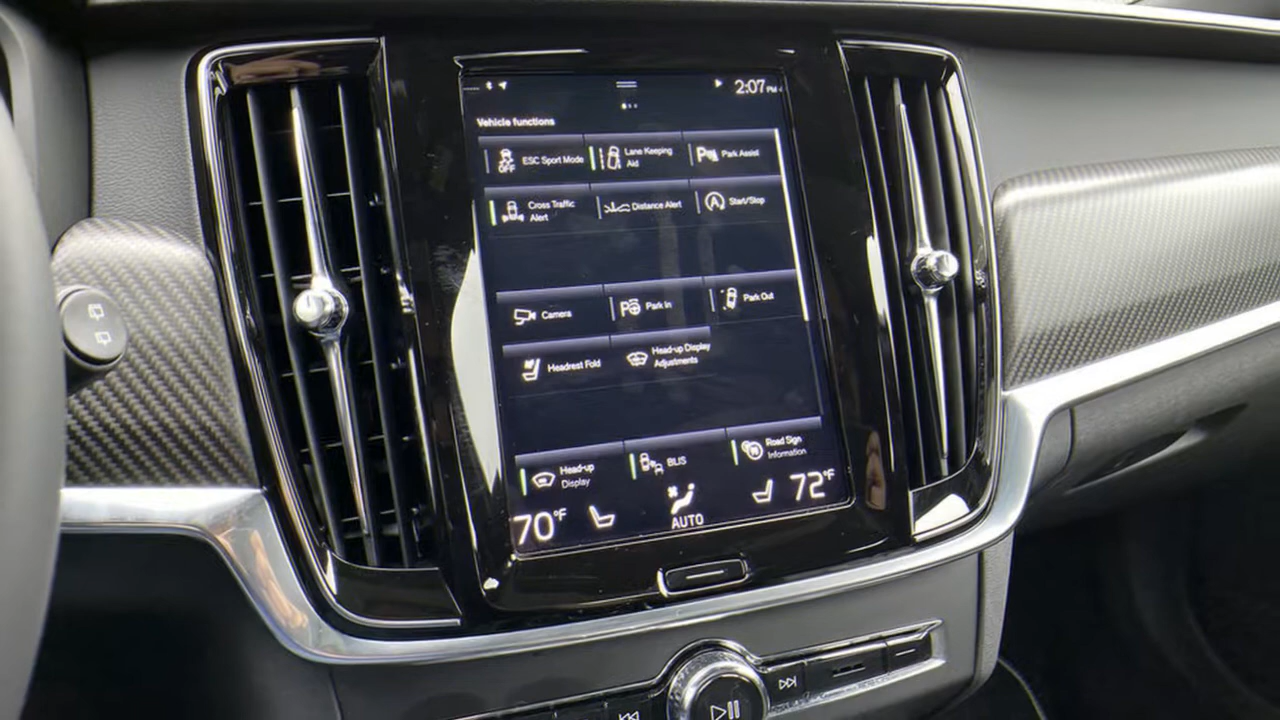 2:07 PM
Vehicle functions
OFF ESC Sport Mode
Lane Keeping
Aid
Park Assist
Cross Traffic
Alert
Distance Alert
A Start/Stop
Camera
Park In
Park Out
Headrest Fold
Head-up Display
Adjustments
Head-up
Display
BLIS
Road Sign
Information
70°F
AUTO
72°F